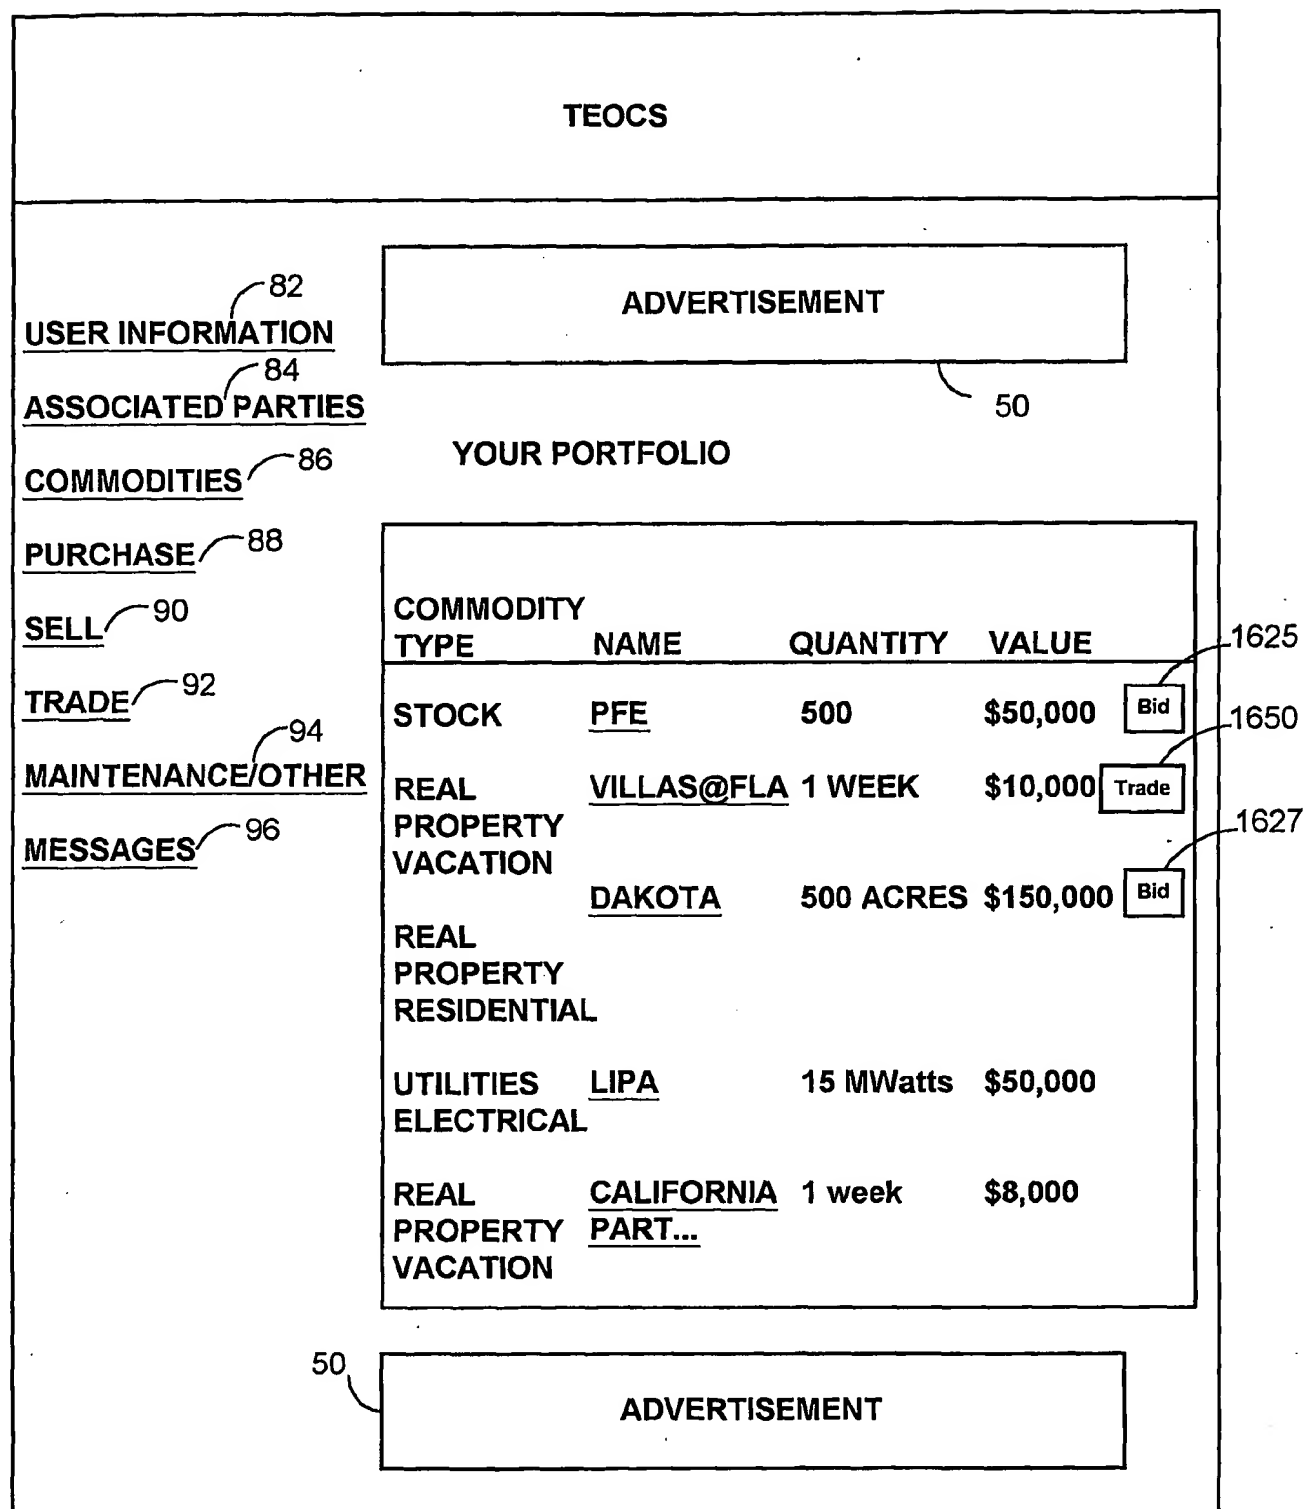 TEOCS
ADVERTISEMENT
50
82
USER INFORMATION
84
ASSOCIATED PARTIES
86
COMMODITIES
88
PURCHASE
90
SELL
92
TRADE
94
MAINTENANCE/OTHER
96
MESSAGES
YOUR PORTFOLIO
COMMODITY
TYPE NAME QUANTITY VALUE
1625
STOCK PFE 500 $50,000 Bid
1650
REAL VILLAS@FLA 1 WEEK $10,000 Trade
PROPERTY
VACATION
1627
DAKOTA 500 ACRES $150,000 Bid
REAL
PROPERTY
RESIDENTIAL
UTILITIES LIPA 15 MWatts $50,000
ELECTRICAL
REAL CALIFORNIA 1 week $8,000
PROPERTY PART...
VACATION
50
ADVERTISEMENT